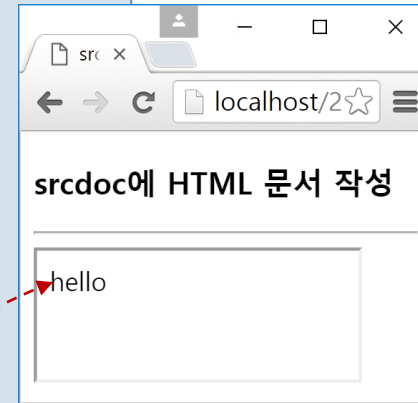 src
localhost/2
srcdoc에 HTML 문서 작성
hello